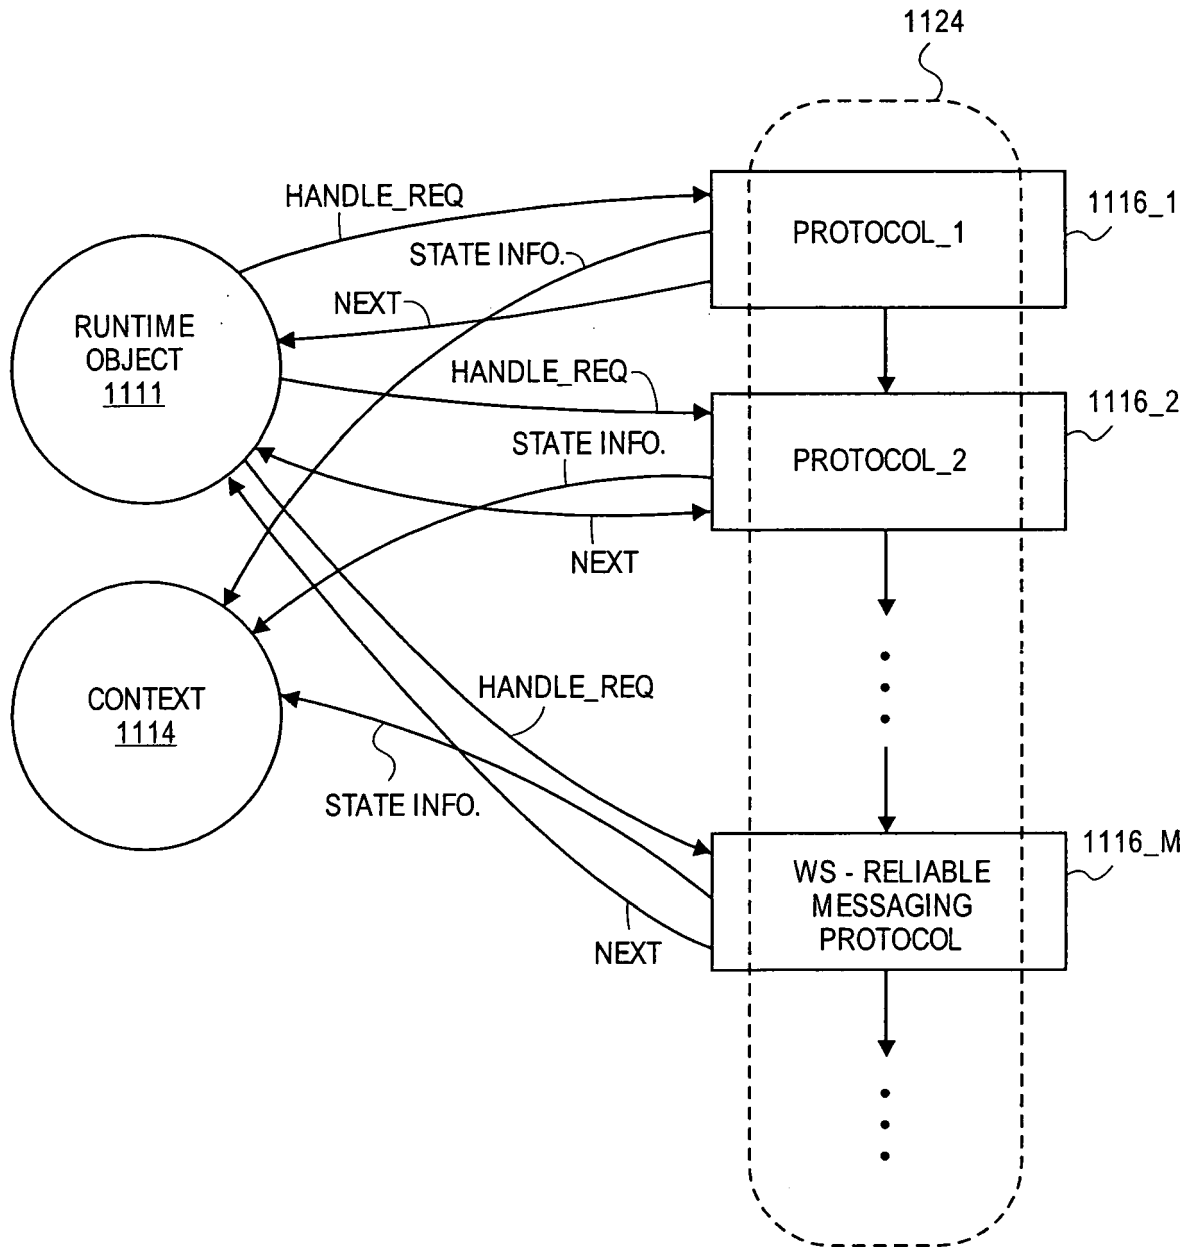 1124
HANDLE_REQ
1116_1
PROTOCOL_1
STATE INFO.
NEXT
RUNTIME
OBJECT
1111
HANDLE_REQ
1116_2
STATE INFO.
PROTOCOL_2
NEXT
CONTEXT
1114
HANDLE_REQ
STATE INFO.
1116_M
WS - RELIABLE
MESSAGING
PROTOCOL
NEXT